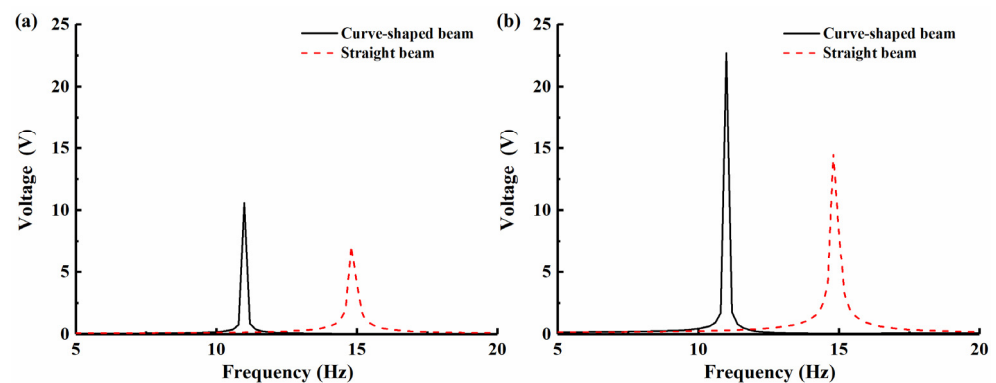 (a)
25
20
15
10
5
0
Voltage (V)
Curve-shaped beam
Straight beam
5 10 15 20
Frequency (Hz)
(b)
25
20
15
10
5
0
Voltage (V)
Curve-shaped beam
Straight beam
5 10 15 20
Frequency (Hz)